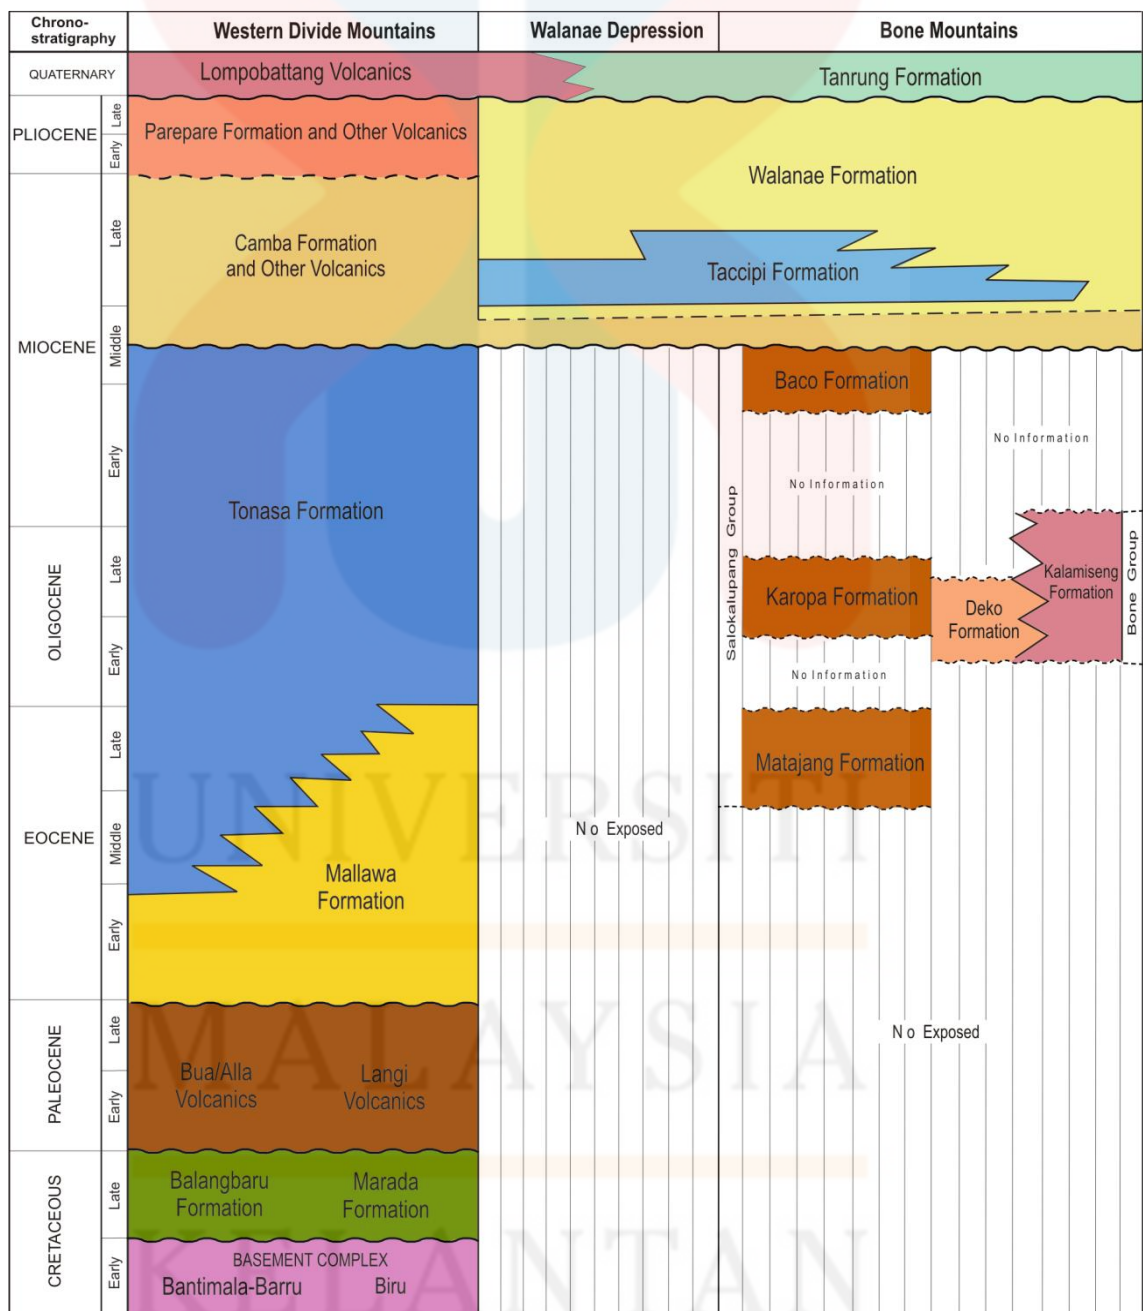 Chrono-
stratigraphy
Western Divide Mountains
Walanae Depression
Bone Mountains
QUATERNARY
Lompobattang Volcanics
Tanrung Formation
PLIOCENE
Late
Early
Parepare Formation and Other Volcanics
Walanae Formation
MIOCENE
Late
Middle
Early
Camba Formation
and Other Volcanics
Taccipi Formation
Baco Formation
No Information
No Information
Tonasa Formation
Salokalupang Group
Bone Group
OLIGOCENE
Late
Early
Karopa Formation
Deko
Formation
Kalamiseng
Formation
No Information
EOCENE
Late
Middle
Early
Matajang Formation
No Exposed
Mallawa
Formation
PALEOCENE
Late
Early
Bua/Alla
Volcanics
Langi
Volcanics
No Exposed
CRETACEOUS
Late
Early
Balangbaru
Formation
Marada
Formation
BASEMENT COMPLEX
Bantimala-Barru
Biru
UNIVERSITI
MALAYSIA
KELANTAN